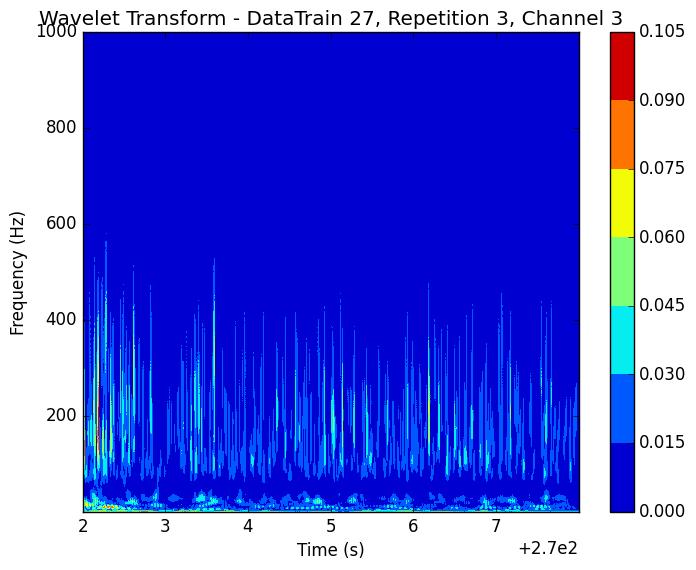 Wavelet Transform - DataTrain 27, Repetition 3, Channel 3
1000
800
600
400
200
Frequency (Hz)
2 3 4 5 6 7
Time (s)
+2.7e2
0.105
0.090
0.075
0.060
0.045
0.030
0.015
0.000